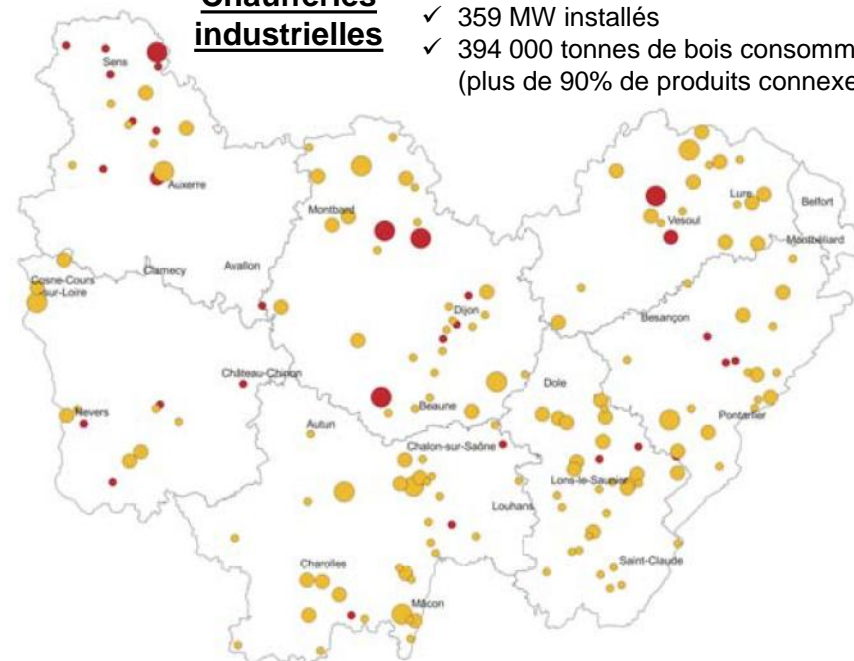 Chaufferies
industrielles
✓ 359 MW installés
✓ 394 000 tonnes de bois consomm
(plus de 90% de produits connexe
Sens
Auxerre
Montbard
Lure
Belfort
Vesoul
Montbéliard
Clamecy
Avallon
Cosne-Cours
-sur-Loire
Dijon
Besançon
Château-Chinon
Dole
Nevers
Beaune
Pontarlier
Autun
Chalon-sur-Saône
Lons-le-Saunier
Louhans
Charolles
Saint-Claude
Mâcon